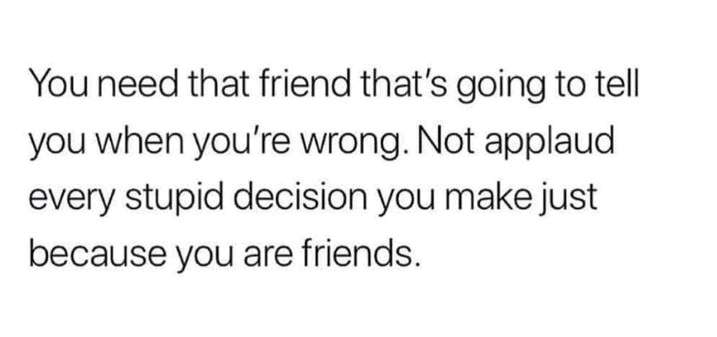 You need that friend that's going to tell
you when you're wrong. Not applaud
every stupid decision you make just
because you are friends.